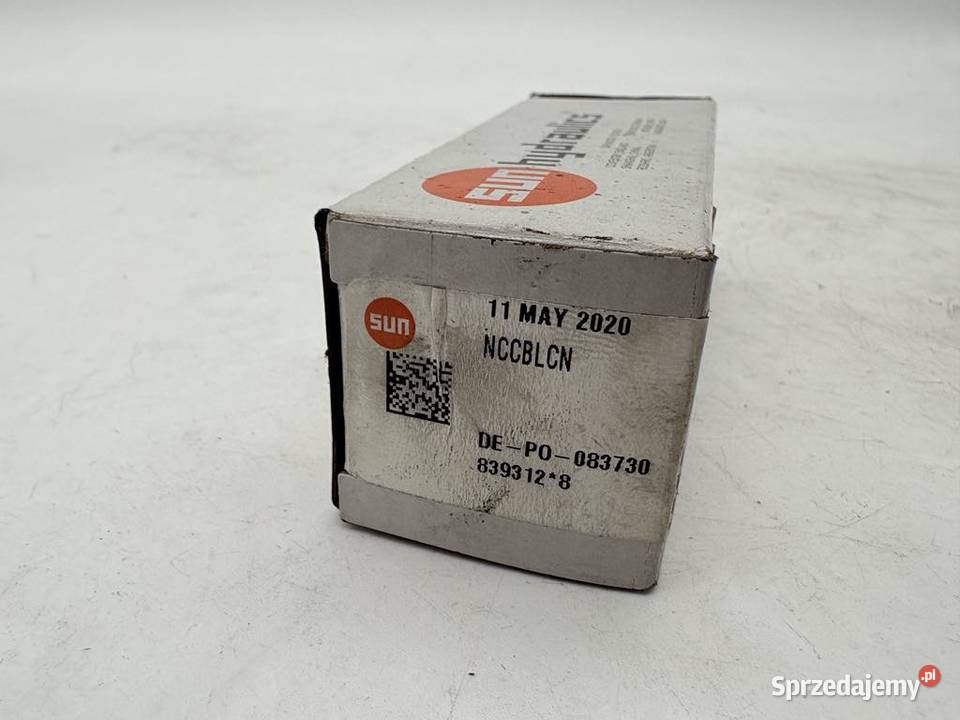 sun hydraulics
sun
11 MAY 2020
NCCBLCN
DE-PO-083730
839312*8
Sprzedajemy.pl